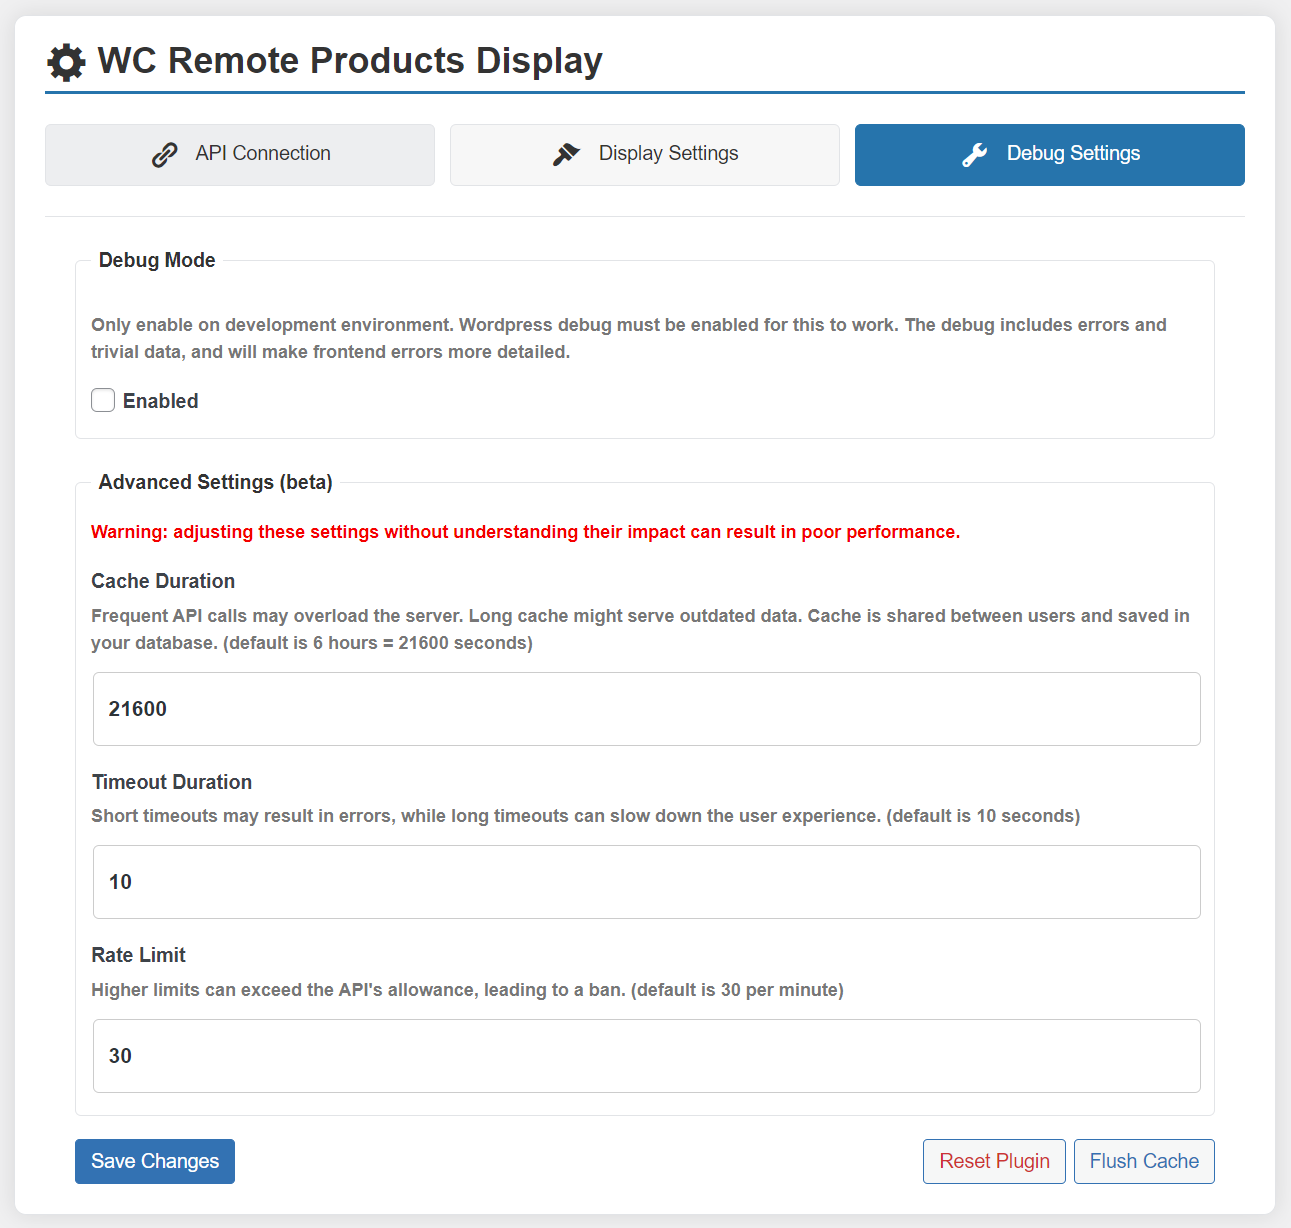 WC Remote Products Display
API Connection
Display Settings
Debug Settings
Debug Mode
Only enable on development environment. Wordpress debug must be enabled for this to work. The debug includes errors and
trivial data, and will make frontend errors more detailed.
Enabled
Advanced Settings (beta)
Warning: adjusting these settings without understanding their impact can result in poor performance.
Cache Duration
Frequent API calls may overload the server. Long cache might serve outdated data. Cache is shared between users and saved in
your database. (default is 6 hours = 21600 seconds)
21600
Timeout Duration
Short timeouts may result in errors, while long timeouts can slow down the user experience. (default is 10 seconds)
10
Rate Limit
Higher limits can exceed the API's allowance, leading to a ban. (default is 30 per minute)
30
Save Changes
Reset Plugin
Flush Cache